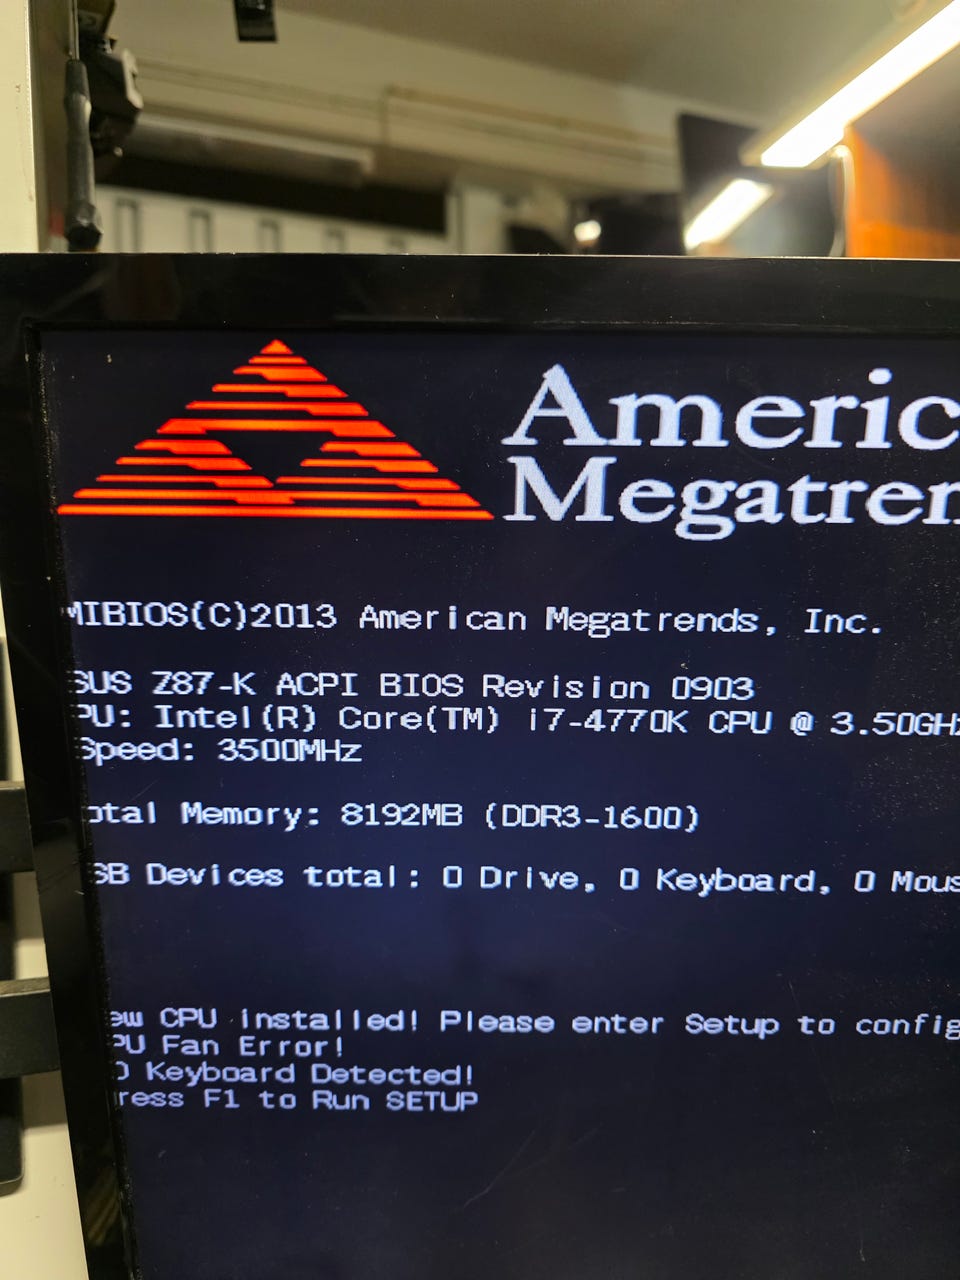 Americ
Megatren
MIBIOS(C)2013 American Megatrends, Inc.
SUS Z87-K ACPI BIOS Revision 0903
PU: Intel(R) Core(TM) i7-4770K CPU @ 3.50GHz
Speed: 3500MHz
otal Memory: 8192MB (DDR3-1600)
SB Devices total: 0 Drive, 0 Keyboard, 0 Mous
ew CPU installed! Please enter Setup to config
PU Fan Error!
O Keyboard Detected!
ress F1 to Run SETUP